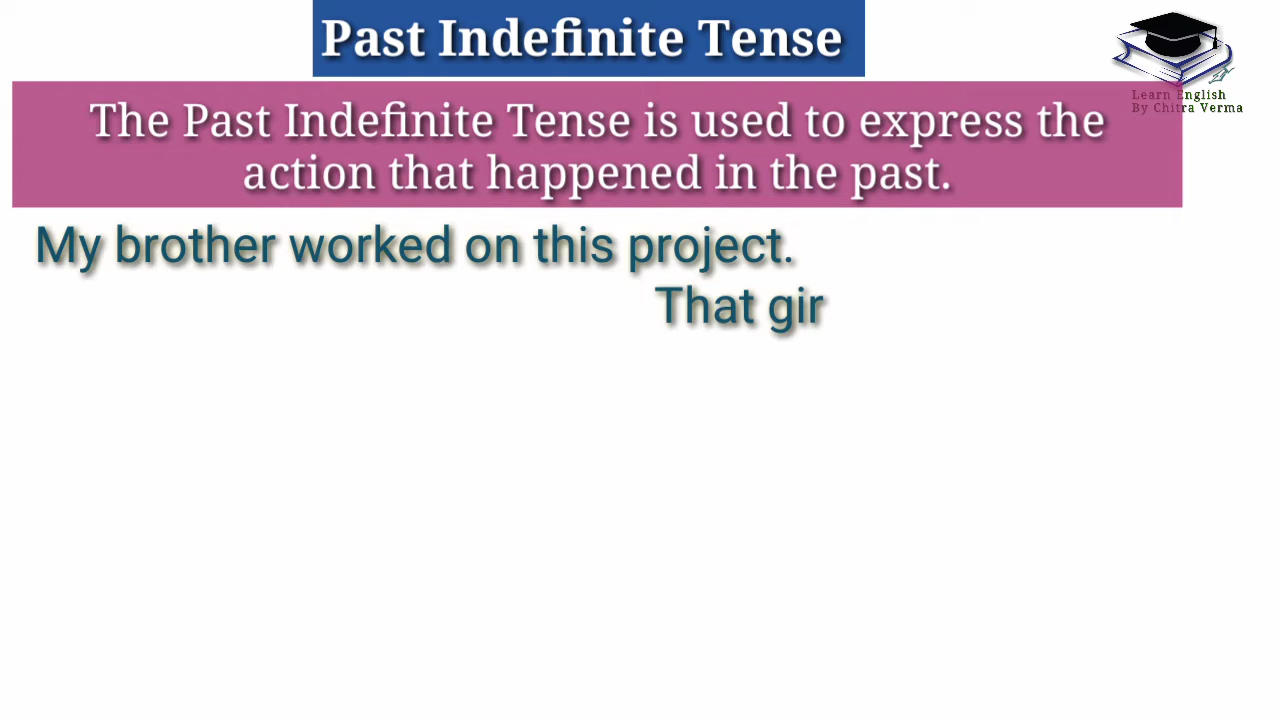 Past Indefinite Tense
Learn English
By Chitra Verma
The Past Indefinite Tense is used to express the
action that happened in the past.
My brother worked on this project.
That gir